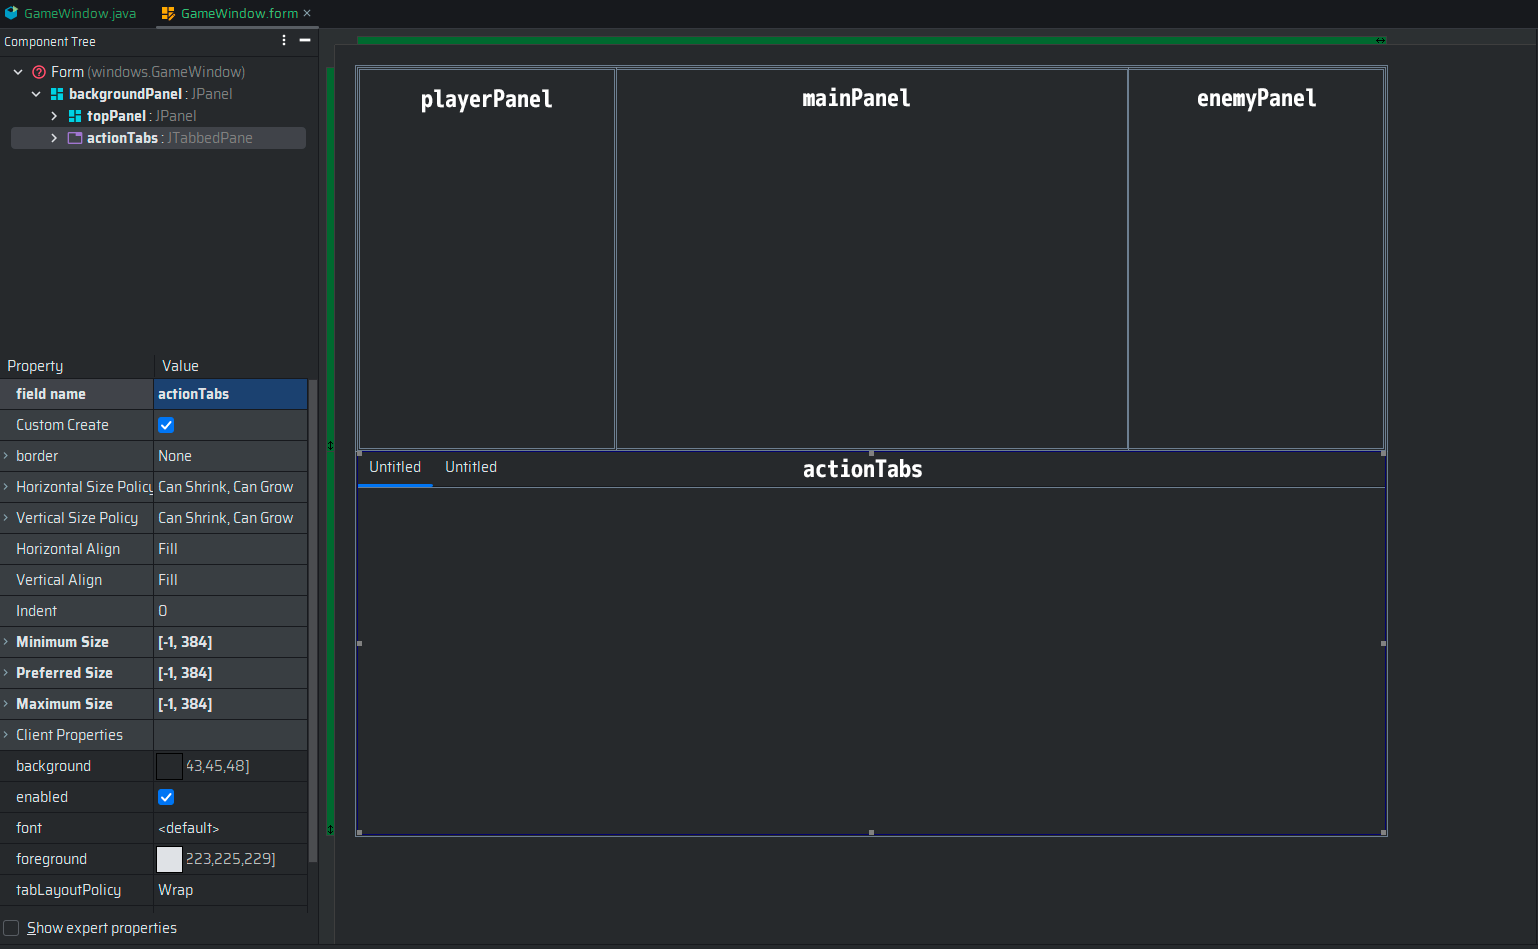 GameWindow.java GameWindow.form ×
Component Tree
Form (windows.GameWindow)
backgroundPanel : JPanel
topPanel : JPanel
actionTabs : JTabbedPane
playerPanel mainPanel enemyPanel
Untitled Untitled actionTabs
Property Value
field name actionTabs
Custom Create
border None
Horizontal Size Policy Can Shrink, Can Grow
Vertical Size Policy Can Shrink, Can Grow
Horizontal Align Fill
Vertical Align Fill
Indent 0
Minimum Size [-1, 384]
Preferred Size [-1, 384]
Maximum Size [-1, 384]
Client Properties
background 43,45,48]
enabled
font <default>
foreground 223,225,229]
tabLayoutPolicy Wrap
Show expert properties